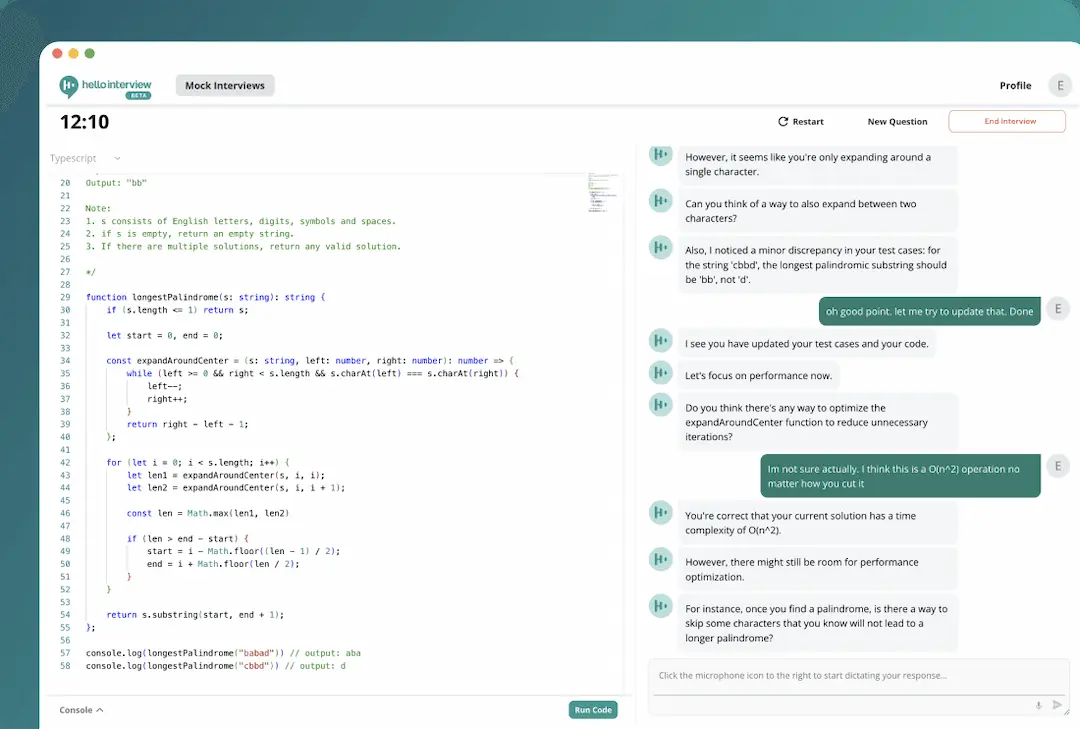 hellointerview
BETA
Mock Interviews
Profile
E
12:10
Restart
New Question
End Interview
Typescript
20 Output: "bb"
21
22 Note:
23 1. s consists of English letters, digits, symbols and spaces.
24 2. if s is empty, return an empty string.
25 3. If there are multiple solutions, return any valid solution.
26
27 */
28
29 function longestPalindrome(s: string): string {
30 if (s.length <= 1) return s;
31
32 let start = 0, end = 0;
33
34 const expandAroundCenter = (s: string, left: number, right: number): number => {
35 while (left >= 0 && right < s.length && s.charAt(left) === s.charAt(right)) {
36 left--;
37 right++;
38 }
39 return right - left - 1;
40 };
41
42 for (let i = 0; i < s.length; i++) {
43 let len1 = expandAroundCenter(s, i, i);
44 let len2 = expandAroundCenter(s, i, i + 1);
45
46 const len = Math.max(len1, len2)
47
48 if (len > end - start) {
49 start = i - Math.floor((len - 1) / 2);
50 end = i + Math.floor(len / 2);
51 }
52 }
53
54 return s.substring(start, end + 1);
55 };
56
57 console.log(longestPalindrome("babad")) // output: aba
58 console.log(longestPalindrome("cbbd")) // output: d
Console
Run Code
H
However, it seems like you're only expanding around a
single character.
H
Can you think of a way to also expand between two
characters?
H
Also, I noticed a minor discrepancy in your test cases: for
the string 'cbbd', the longest palindromic substring should
be 'bb', not 'd'.
oh good point. let me try to update that. Done
E
H
I see you have updated your test cases and your code.
H
Let's focus on performance now.
H
Do you think there's any way to optimize the
expandAroundCenter function to reduce unnecessary
iterations?
Im not sure actually. I think this is a O(n^2) operation no
matter how you cut it
E
H
You're correct that your current solution has a time
complexity of O(n^2).
H
However, there might still be room for performance
optimization.
H
For instance, once you find a palindrome, is there a way to
skip some characters that you know will not lead to a
longer palindrome?
Click the microphone icon to the right to start dictating your response...